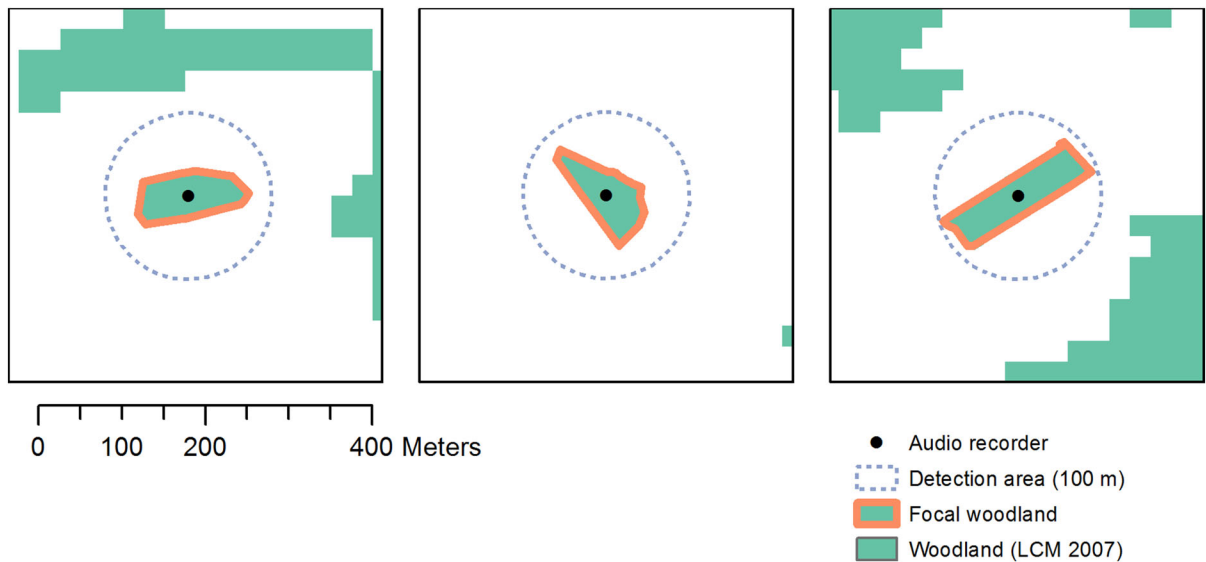 0 100 200 400 Meters
Audio recorder
Detection area (100 m)
Focal woodland
Woodland (LCM 2007)